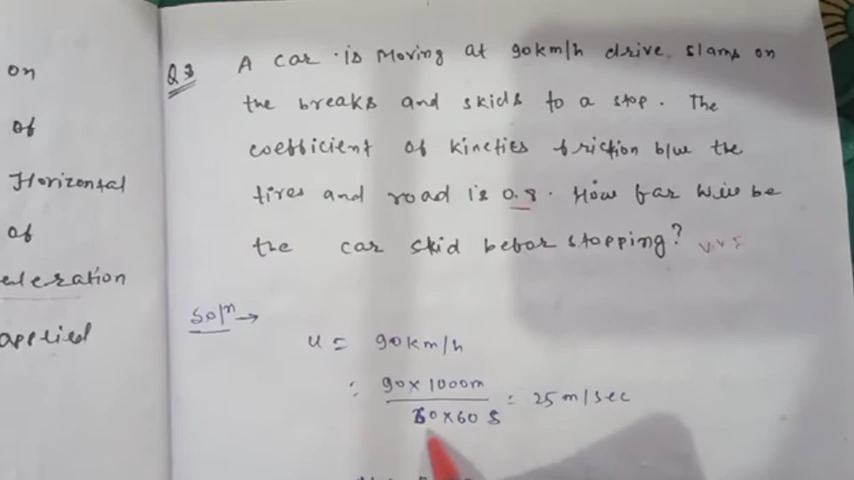 on
of
Horizontal
of
eleration
applied
Q3 A car is Moving at 90km/h drive slams on
the breaks and skids to a stop. The
coefficient of kinetics friction b/w the
tires and road is 0.8. How far will be
the car skid befor stopping? V.V.I
Solⁿ→
u = 90km/h
= 90×1000m / 60×60 S = 25 m/sec